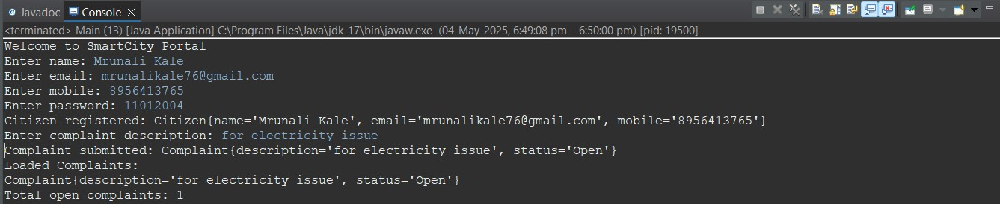 Javadoc Console
<terminated> Main (13) [Java Application] C:\Program Files\Java\jdk-17\bin\javaw.exe (04-May-2025, 6:49:08 pm – 6:50:00 pm) [pid: 19500]
Welcome to SmartCity Portal
Enter name: Mrunali Kale
Enter email: mrunalikale76@gmail.com
Enter mobile: 8956413765
Enter password: 11012004
Citizen registered: Citizen{name='Mrunali Kale', email='mrunalikale76@gmail.com', mobile='8956413765'}
Enter complaint description: for electricity issue
Complaint submitted: Complaint{description='for electricity issue', status='Open'}
Loaded Complaints:
Complaint{description='for electricity issue', status='Open'}
Total open complaints: 1